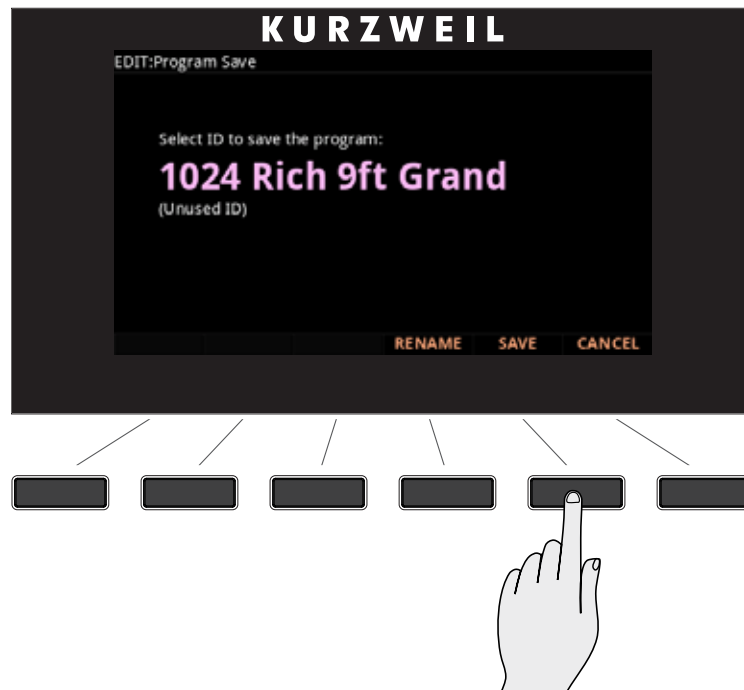 KURZWEIL
EDIT:Program Save
Select ID to save the program:
1024 Rich 9ft Grand
(Unused ID)
RENAME SAVE CANCEL